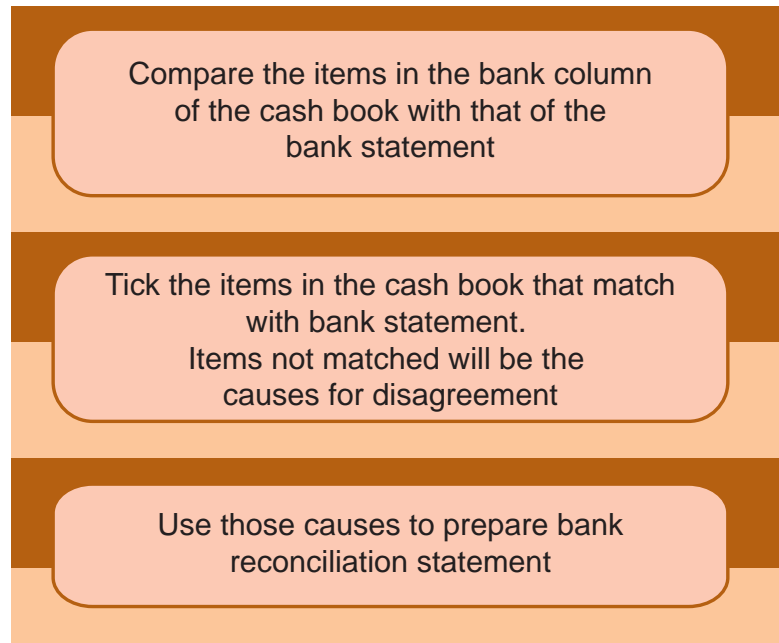 Compare the items in the bank column
of the cash book with that of the
bank statement
Tick the items in the cash book that match
with bank statement.
Items not matched will be the
causes for disagreement
Use those causes to prepare bank
reconciliation statement